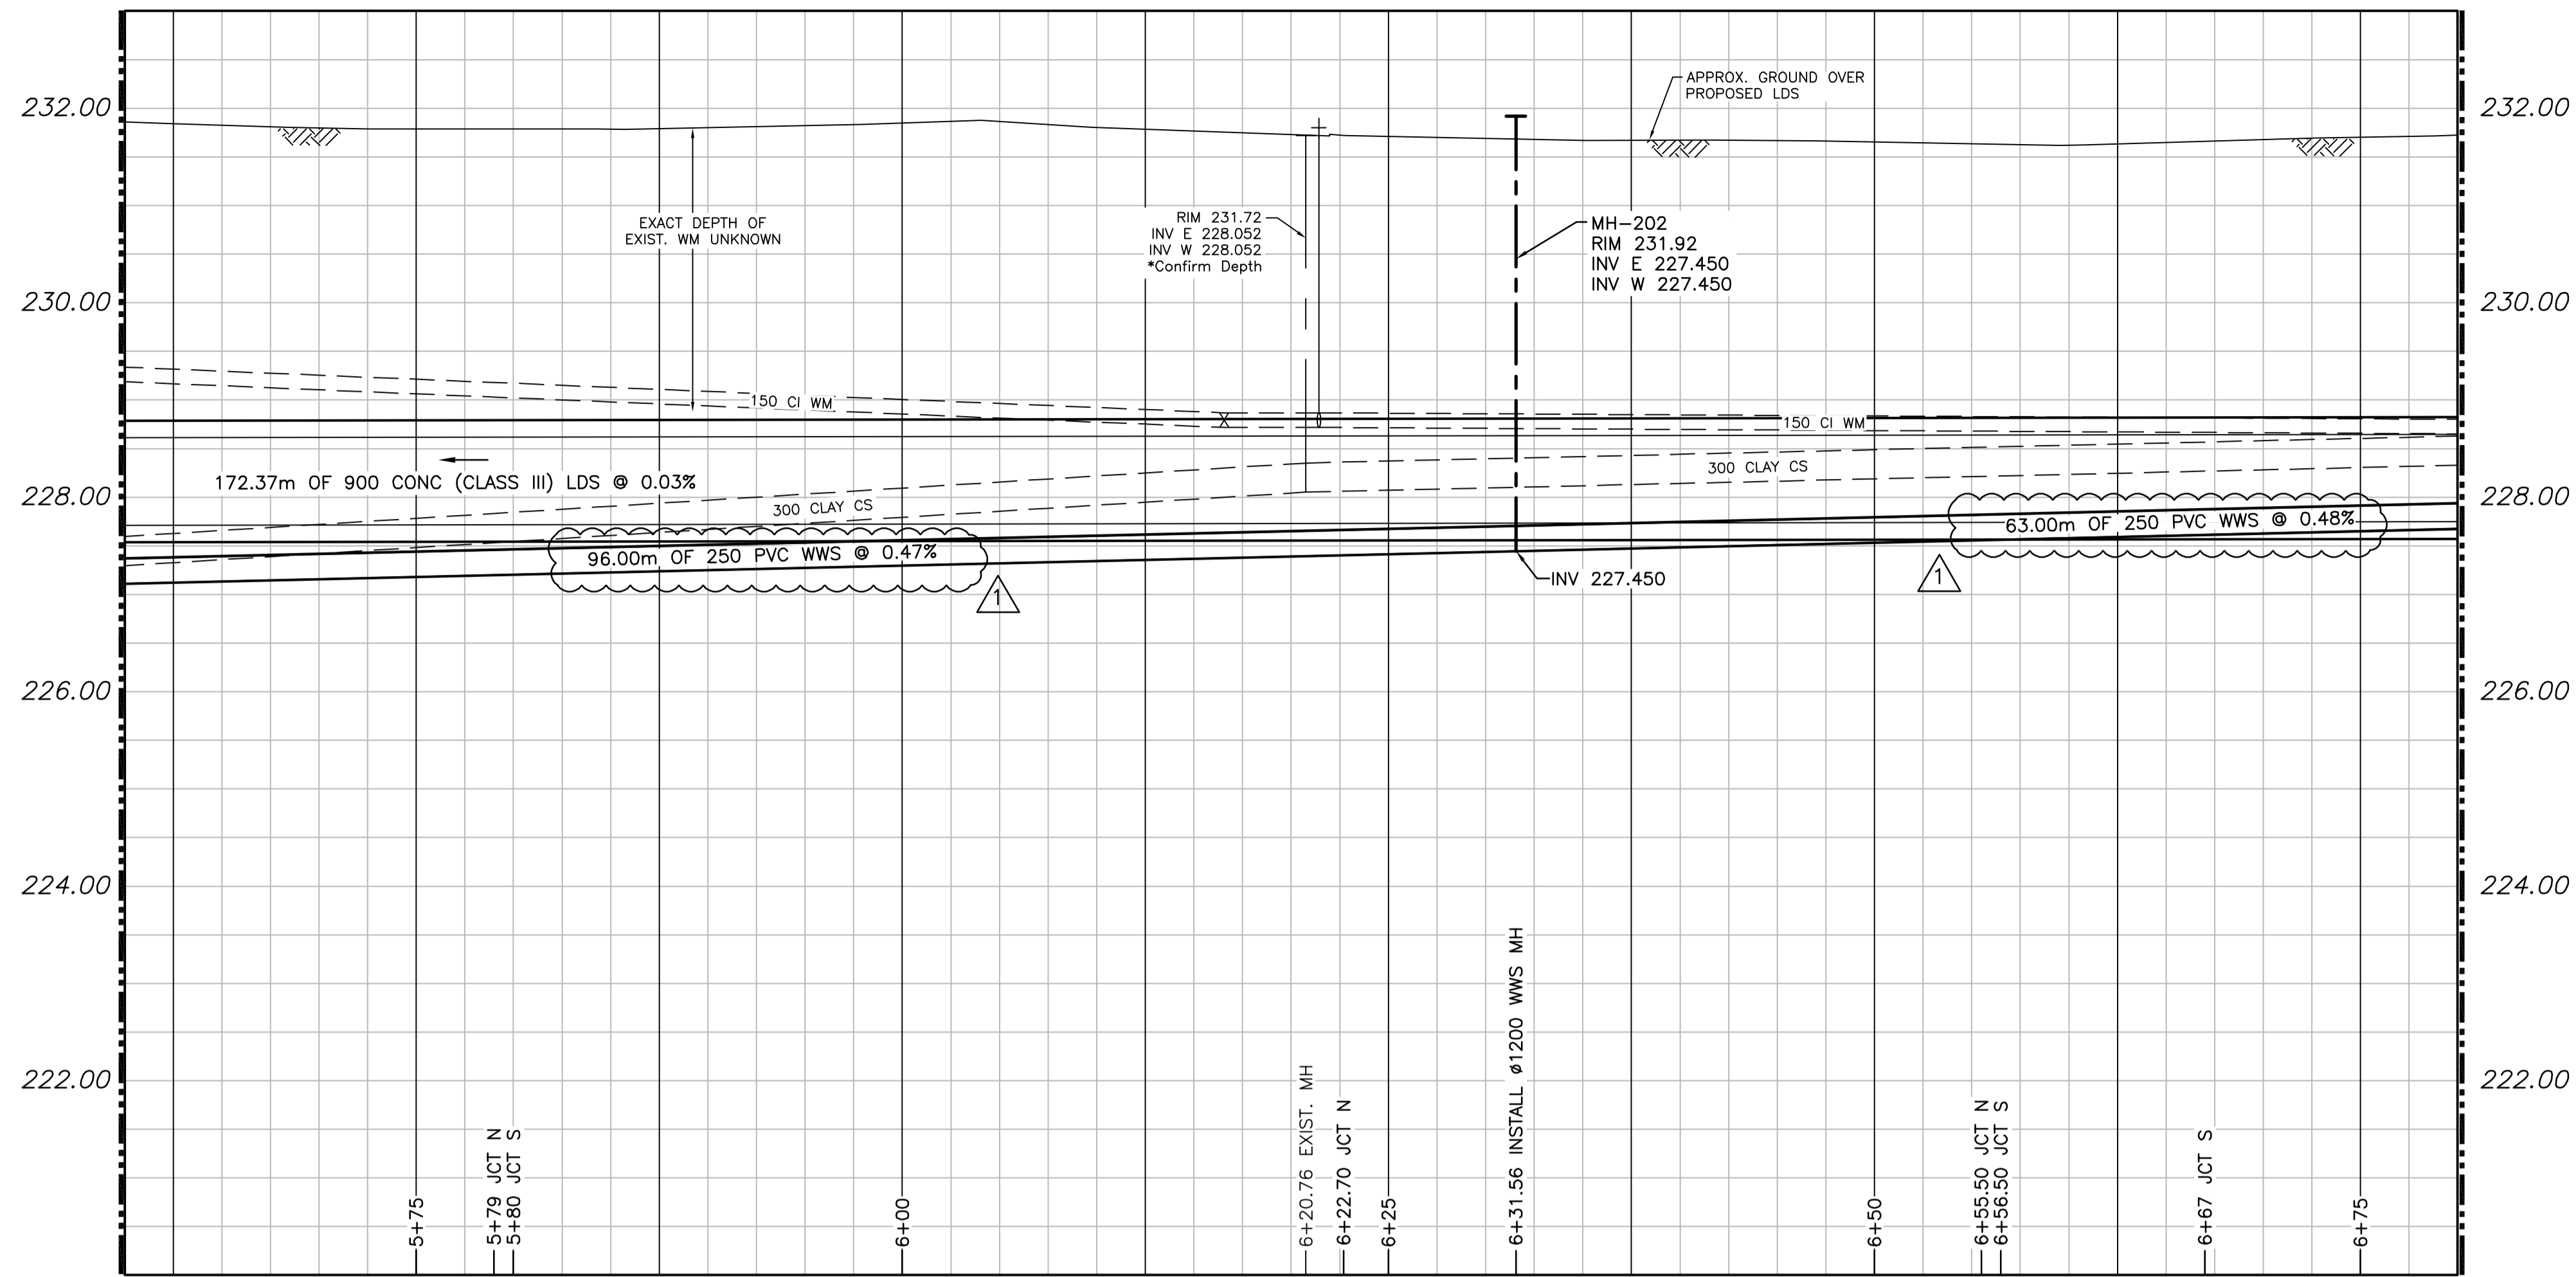 APPROX. GROUND OVER
PROPOSED LDS
232.00
232.00
EXACT DEPTH OF
EXIST. WM UNKNOWN
RIM 231.72
INV E 228.052
INV W 228.052
*Confirm Depth
MH-202
RIM 231.92
INV E 227.450
INV W 227.450
230.00
230.00
150 CI WM
150 CI WM
172.37m OF 900 CONC (CLASS III) LDS @ 0.03%
300 CLAY CS
300 CLAY CS
228.00
228.00
96.00m OF 250 PVC WWS @ 0.47%
1
63.00m OF 250 PVC WWS @ 0.48%
1
INV 227.450
226.00
226.00
224.00
224.00
222.00
222.00
5+75
5+79 JCT N
5+80 JCT S
6+00
6+20.76 EXIST. MH
6+22.70 JCT N
6+25
6+31.56 INSTALL ø1200 WWS MH
6+50
6+55.50 JCT N
6+56.50 JCT S
6+67 JCT S
6+75